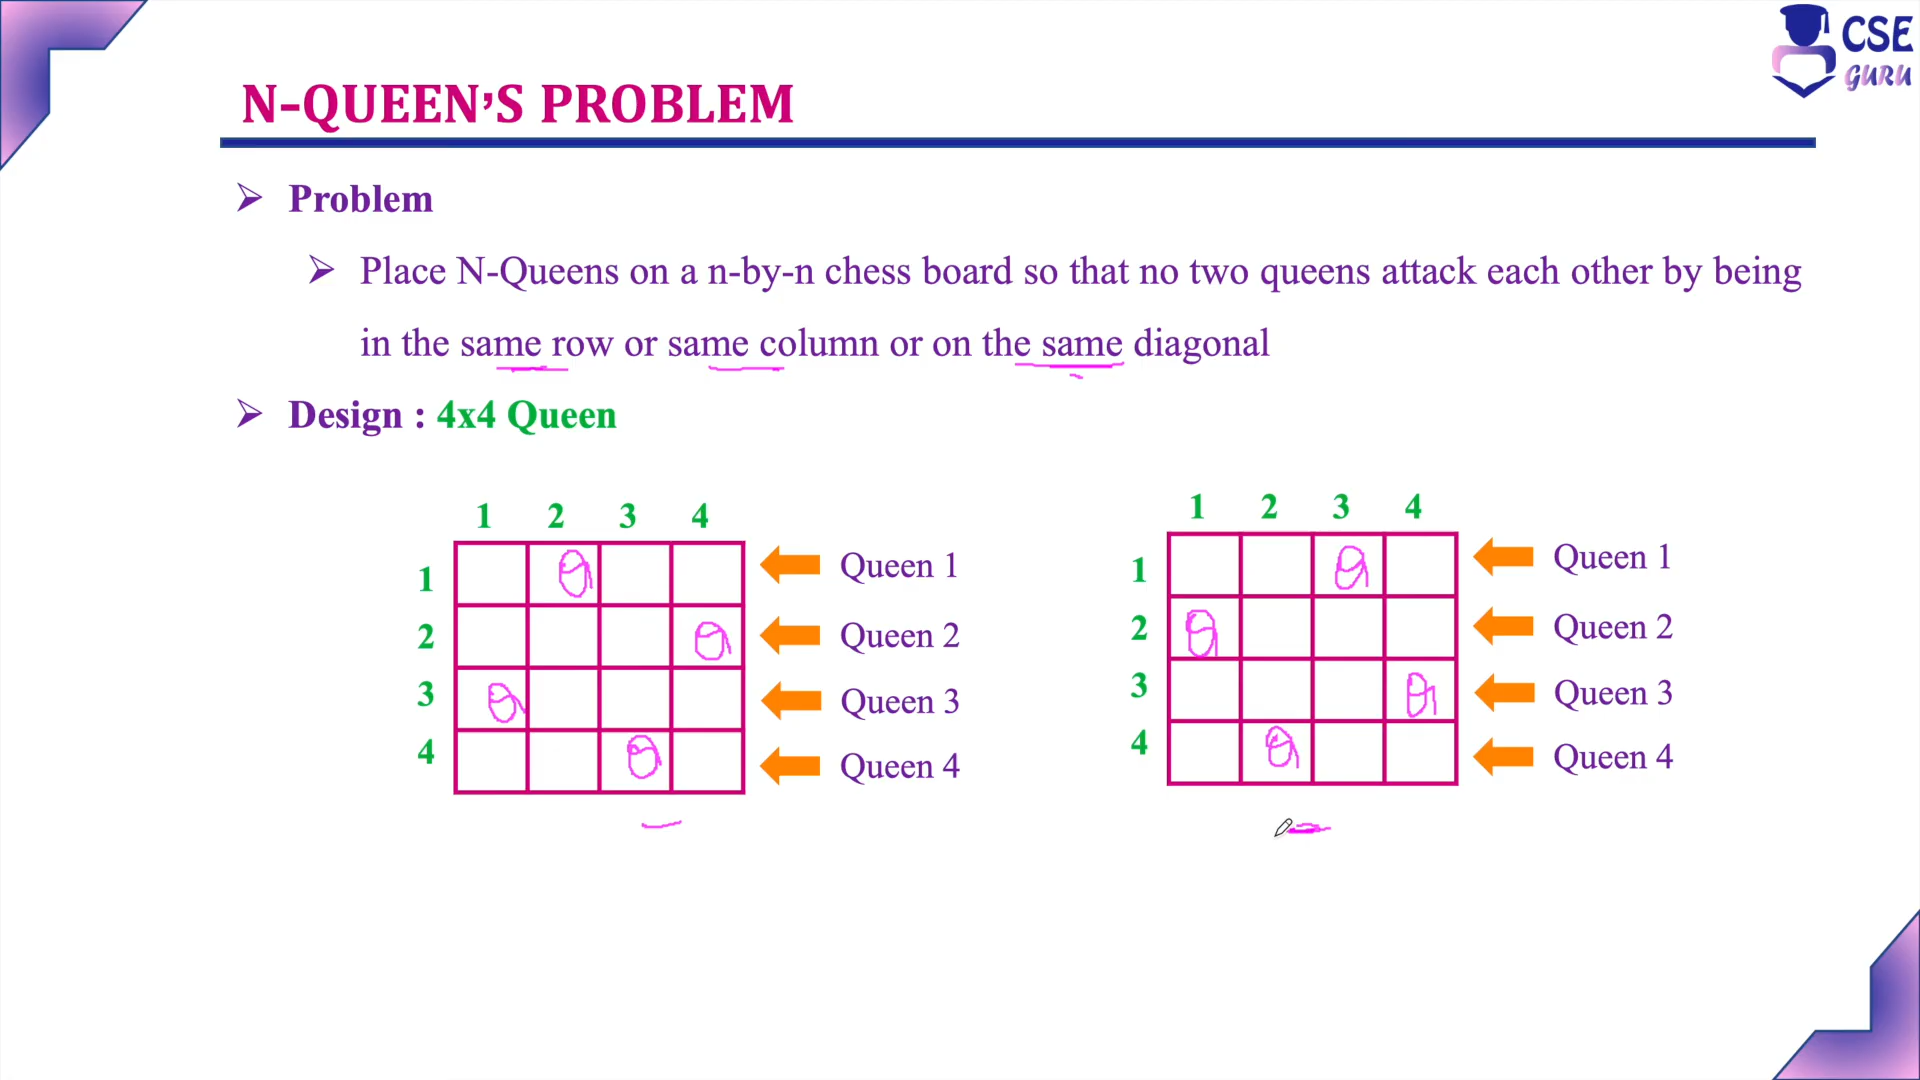 CSE
GURU
N-QUEEN'S PROBLEM
➢ Problem
➢ Place N-Queens on a n-by-n chess board so that no two queens attack each other by being
in the same row or same column or on the same diagonal
➢ Design : 4x4 Queen
1 2 3 4
1 Queen 1
2 Queen 2
3 Queen 3
4 Queen 4
1 2 3 4
1 Queen 1
2 Queen 2
3 Queen 3
4 Queen 4